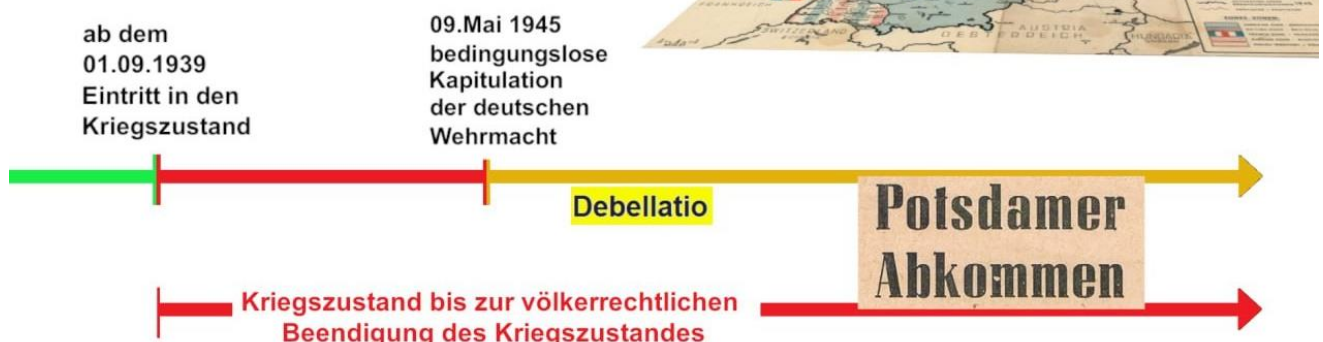 FRANKREICH
AUSTRIA
OESTERREICH
ab dem
01.09.1939
Eintritt in den
Kriegszustand
09.Mai 1945
bedingungslose
Kapitulation
der deutschen
Wehrmacht
Debellatio
Potsdamer
Abkommen
Kriegszustand bis zur völkerrechtlichen
Beendigung des Kriegszustandes